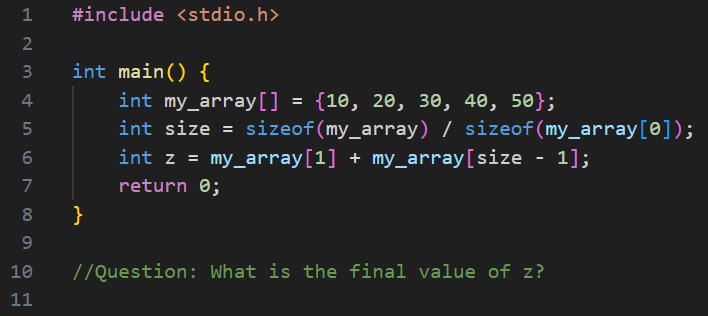 1 #include <stdio.h>
2
3 int main() {
4 int my_array[] = {10, 20, 30, 40, 50};
5 int size = sizeof(my_array) / sizeof(my_array[0]);
6 int z = my_array[1] + my_array[size - 1];
7 return 0;
8 }
9
10 //Question: What is the final value of z?
11